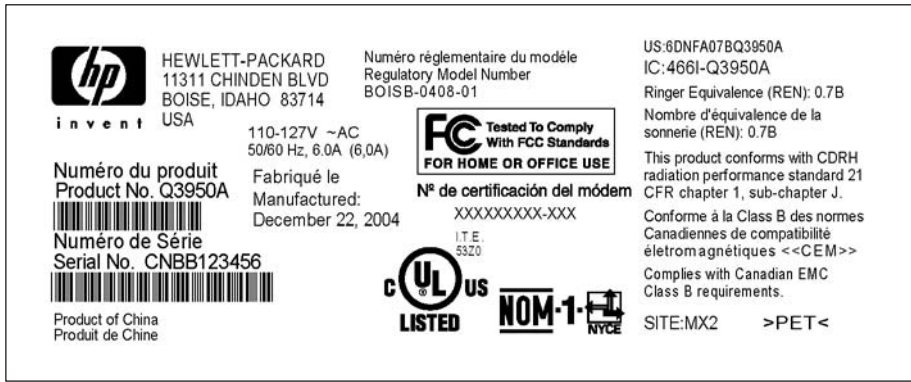 hp
invent
HEWLETT-PACKARD
11311 CHINDEN BLVD
BOISE, IDAHO 83714
USA
110-127V ~AC
50/60 Hz, 6.0A (6,0A)
Numéro du produit
Product No. Q3950A
Fabriqué le
Manufactured:
December 22, 2004
Numéro de Série
Serial No. CNBB123456
Product of China
Produit de Chine
Numéro réglementaire du modèle
Regulatory Model Number
BOISB-0408-01
FC Tested To Comply
With FCC Standards
FOR HOME OR OFFICE USE
Nº de certificación del módem
XXXXXXXXX-XXX
I.T.E.
53Z0
C UL US
®
LISTED
NOM-1-
NYCE
US:6DNFA07BQ3950A
IC:466I-Q3950A
Ringer Equivalence (REN): 0.7B
Nombre d'équivalence de la
sonnerie (REN): 0.7B
This product conforms with CDRH
radiation performance standard 21
CFR chapter 1, sub-chapter J.
Conforme à la Class B des normes
Canadiennes de compatibilité
életromagnétiques <<CEM>>
Complies with Canadian EMC
Class B requirements.
SITE:MX2 >PET<